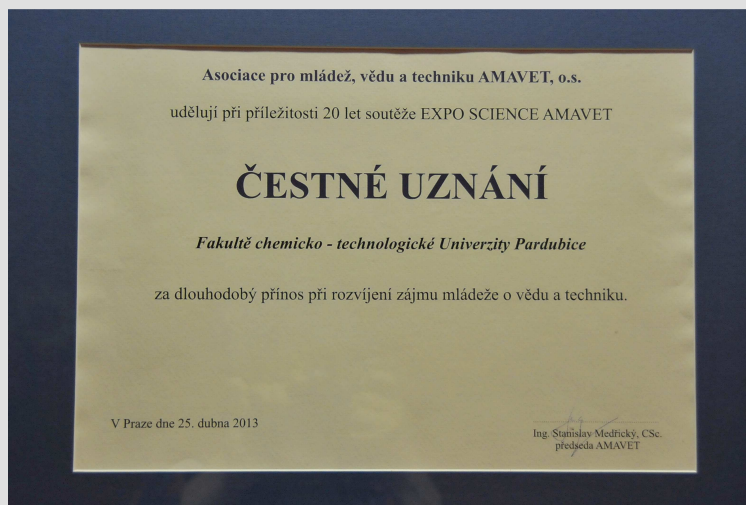 Asociace pro mládež, vědu a techniku AMAVET, o.s.
udělují při příležitosti 20 let soutěže EXPO SCIENCE AMAVET
ČESTNÉ UZNÁNÍ
Fakultě chemicko - technologické Univerzity Pardubice
za dlouhodobý přínos při rozvíjení zájmu mládeže o vědu a techniku.
V Praze dne 25. dubna 2013
Ing. Stanislav Medřický, CSc.
předseda AMAVET